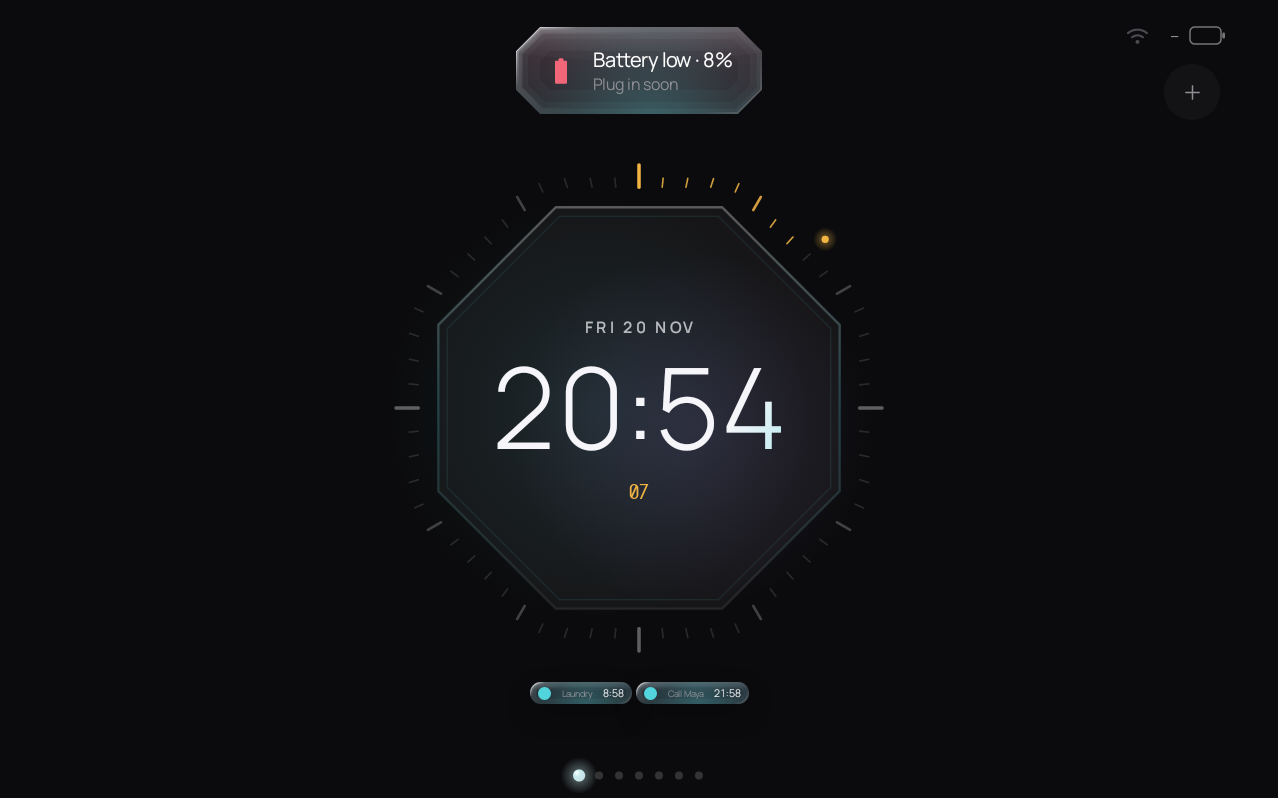 Battery low · 8%
Plug in soon
–
+
FRI 20 NOV
20:54
07
Laundry 8:58
Call Maya 21:58